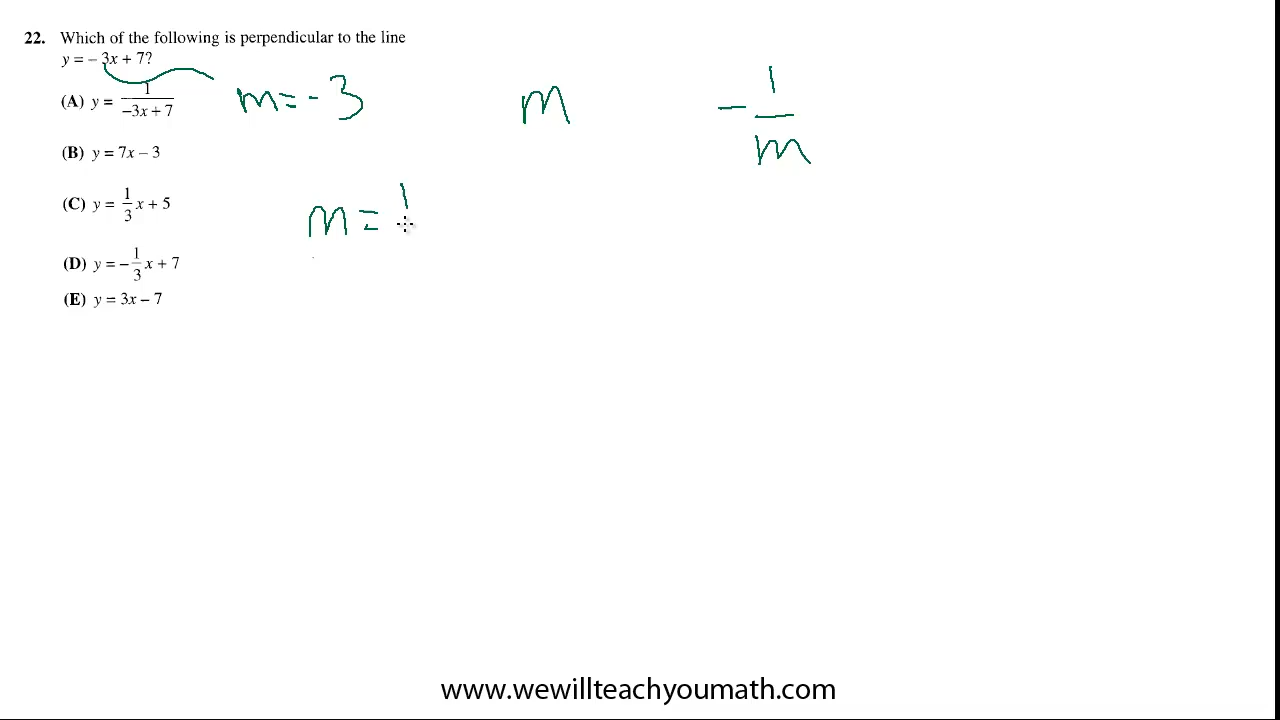 22. Which of the following is perpendicular to the line
y = – 3x + 7?
(A) y = 1/(–3x + 7)
m = - 3
m
- 1/m
(B) y = 7x – 3
(C) y = 1/3 x + 5
m = 1
(D) y = – 1/3 x + 7
(E) y = 3x – 7
www.wewillteachyoumath.com